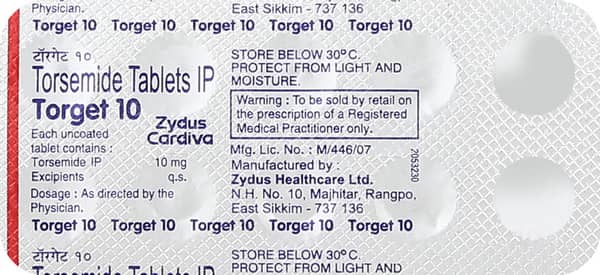 Physician.
East Sikkim - 737 136
Torget 10 Torget 10 Torget 10 Torget 10 Torget 10
टॉरगेट १०
Torsemide Tablets IP
Torget 10
Zydus
Cardiva
Each uncoated
tablet contains :
Torsemide IP 10 mg
Excipients q.s.
Dosage : As directed by the
Physician.
STORE BELOW 30°C.
PROTECT FROM LIGHT AND
MOISTURE.
Warning : To be sold by retail on
the prescription of a Registered
Medical Practitioner only.
Mfg. Lic. No. : M/446/07
Manufactured by :
Zydus Healthcare Ltd.
N.H. No. 10, Majhitar, Rangpo,
East Sikkim - 737 136
2053230
Torget 10 Torget 10 Torget 10 Torget 10 Torget 10
टॉरगेट १०
Torsemide Tablets IP
STORE BELOW 30°C.
PROTECT FROM LIGHT AND